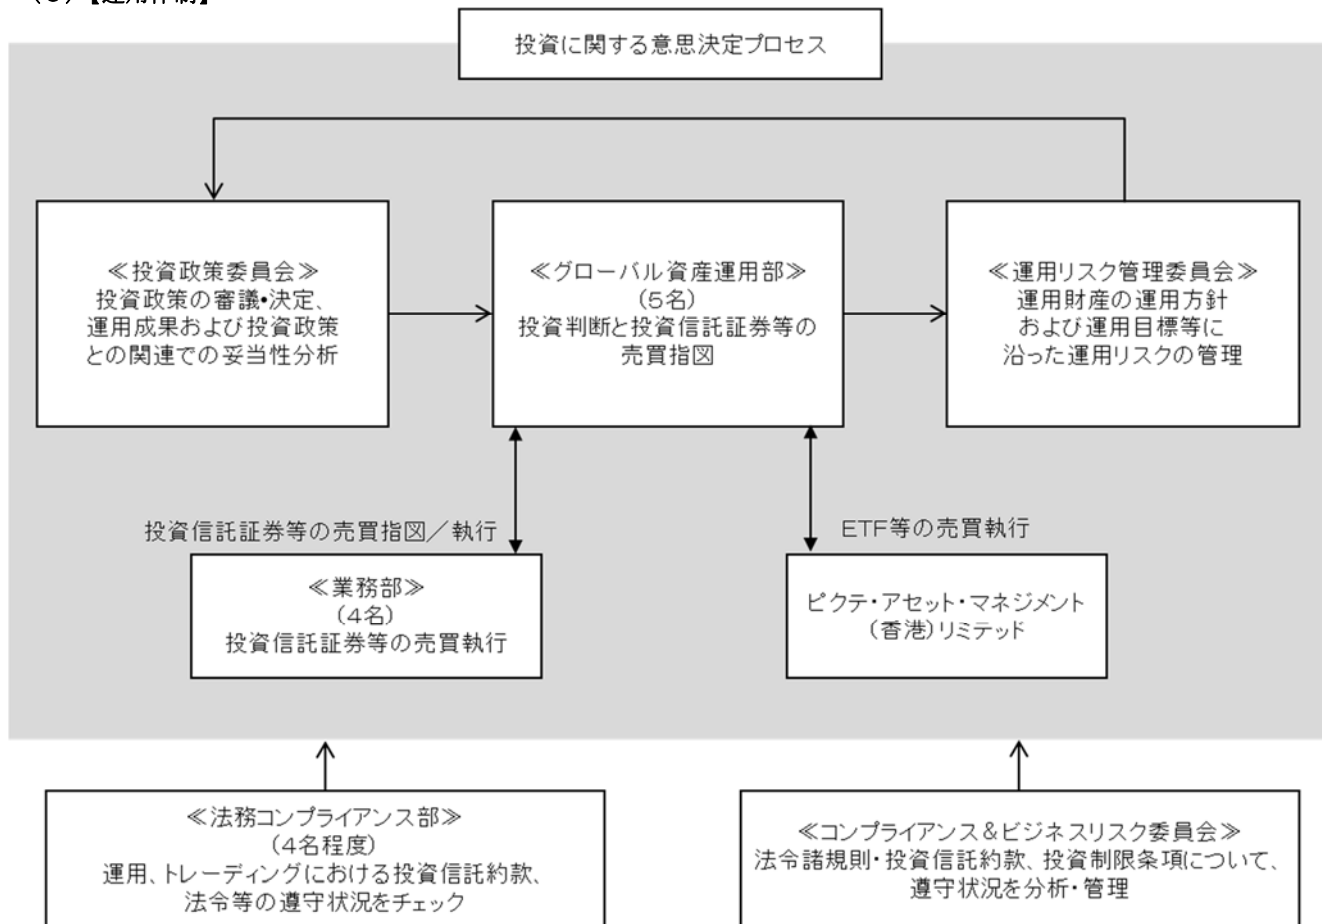 投資に関する意思決定プロセス
≪投資政策委員会≫
投資政策の審議・決定、
運用成果および投資政策
との関連での妥当性分析
≪グローバル資産運用部≫
(5名)
投資判断と投資信託証券等の
売買指図
≪運用リスク管理委員会≫
運用財産の運用方針
および運用目標等に
沿った運用リスクの管理
投資信託証券等の売買指図/執行
ETF等の売買執行
≪業務部≫
(4名)
投資信託証券等の売買執行
ピクテ・アセット・マネジメント
(香港)リミテッド
≪法務コンプライアンス部≫
(4名程度)
運用、トレーディングにおける投資信託約款、
法令等の遵守状況をチェック
≪コンプライアンス&ビジネスリスク委員会≫
法令諸規則・投資信託約款、投資制限条項について、
遵守状況を分析・管理